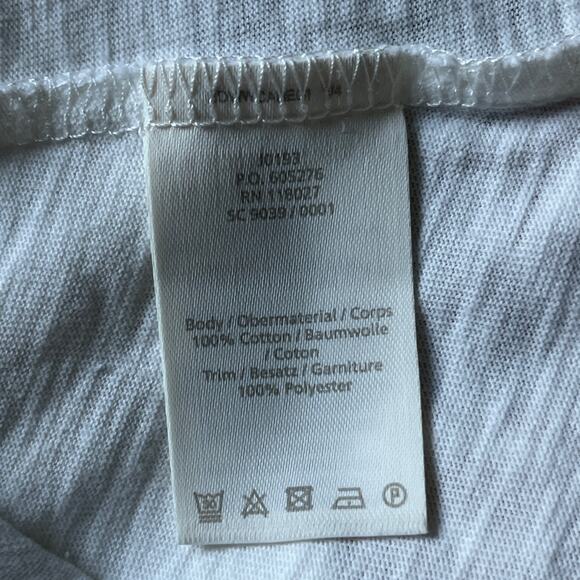 J0193
P.O. 605276
RN 118027
SC 9039 / 0001
Body / Obermaterial / Corps
100% Cotton / Baumwolle
/ Coton
Trim / Besatz / Garniture
100% Polyester
30
P